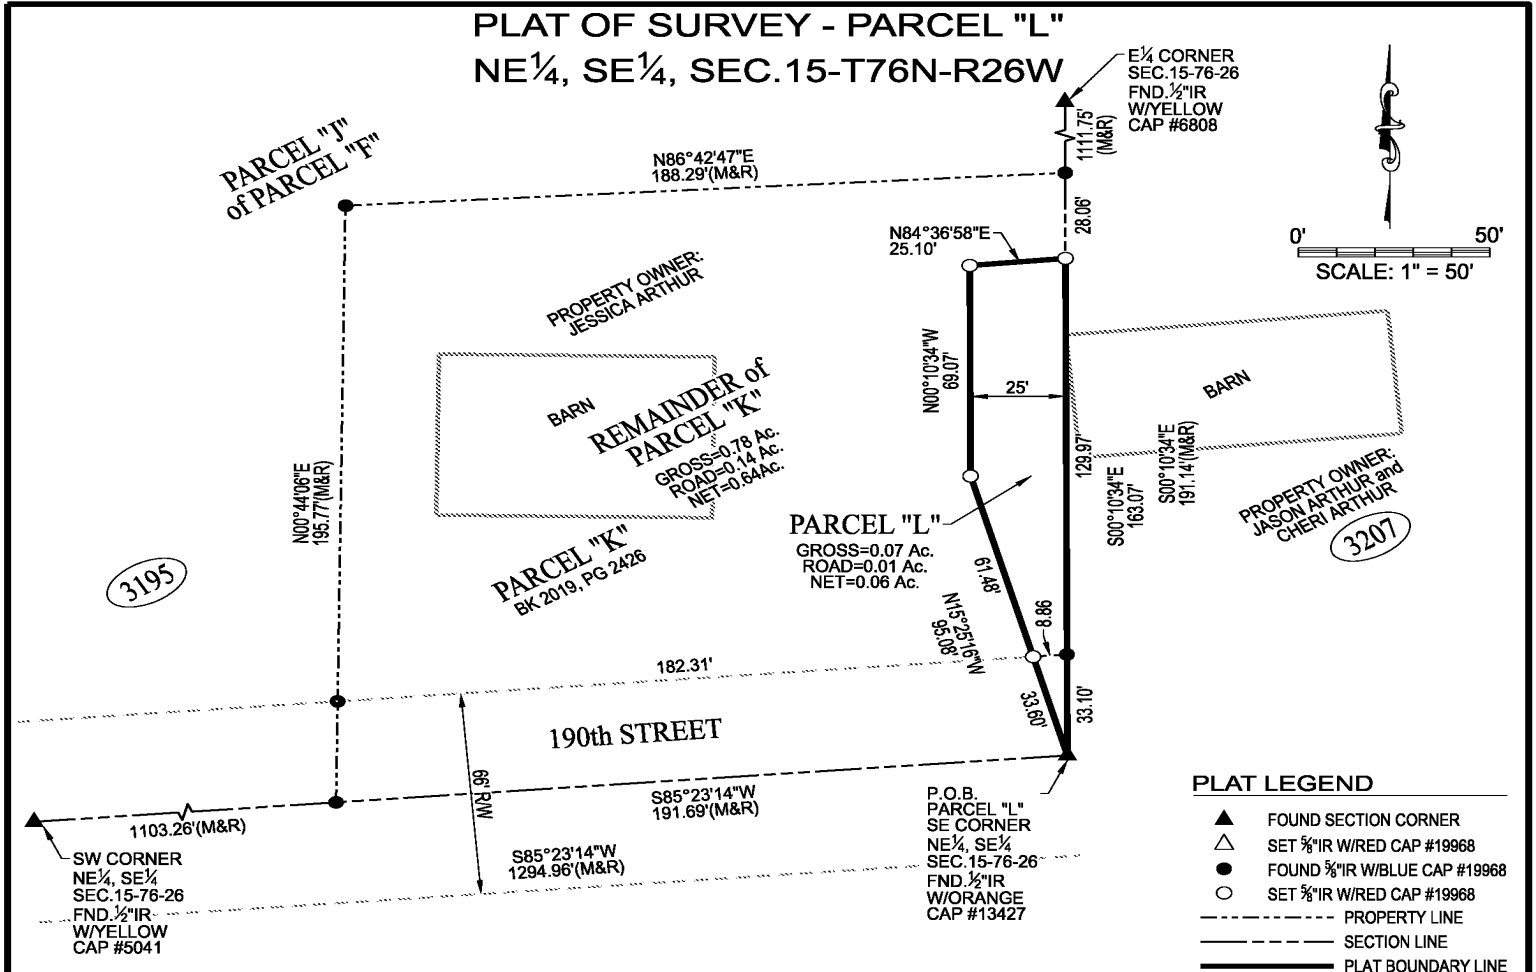 PLAT OF SURVEY - PARCEL "L"
NE¼, SE¼, SEC.15-T76N-R26W
E¼ CORNER
SEC.15-76-26
FND.½"IR
W/YELLOW
CAP #6808
1111.75'
(M&R)
PARCEL "J"
of PARCEL "F"
N86°42'47"E
188.29'(M&R)
28.06'
N84°36'58"E
25.10'
0' 50'
SCALE: 1" = 50'
PROPERTY OWNER:
JESSICA ARTHUR
N00°10'34"W
69.07'
25'
BARN
BARN
REMAINDER of
PARCEL "K"
GROSS=0.78 Ac.
ROAD=0.14 Ac.
NET=0.64Ac.
129.97'
S00°10'34"E
163.07'
S00°10'34"E
191.14'(M&R)
PROPERTY OWNER:
JASON ARTHUR and
CHERI ARTHUR
3207
N00°44'06"E
195.77'(M&R)
PARCEL "L"
GROSS=0.07 Ac.
ROAD=0.01 Ac.
NET=0.06 Ac.
3195
PARCEL "K"
BK 2019, PG 2426
61.48'
N15°25'16"W
95.08'
8.86
182.31'
33.60'
33.10'
190th STREET
66' R/W
S85°23'14"W
191.69'(M&R)
1103.26'(M&R)
S85°23'14"W
1294.96'(M&R)
SW CORNER
NE¼, SE¼
SEC.15-76-26
FND.½"IR
W/YELLOW
CAP #5041
P.O.B.
PARCEL "L"
SE CORNER
NE¼, SE¼
SEC.15-76-26
FND.½"IR
W/ORANGE
CAP #13427
PLAT LEGEND
FOUND SECTION CORNER
SET ⅝"IR W/RED CAP #19968
FOUND ⅝"IR W/BLUE CAP #19968
SET ⅝"IR W/RED CAP #19968
PROPERTY LINE
SECTION LINE
PLAT BOUNDARY LINE